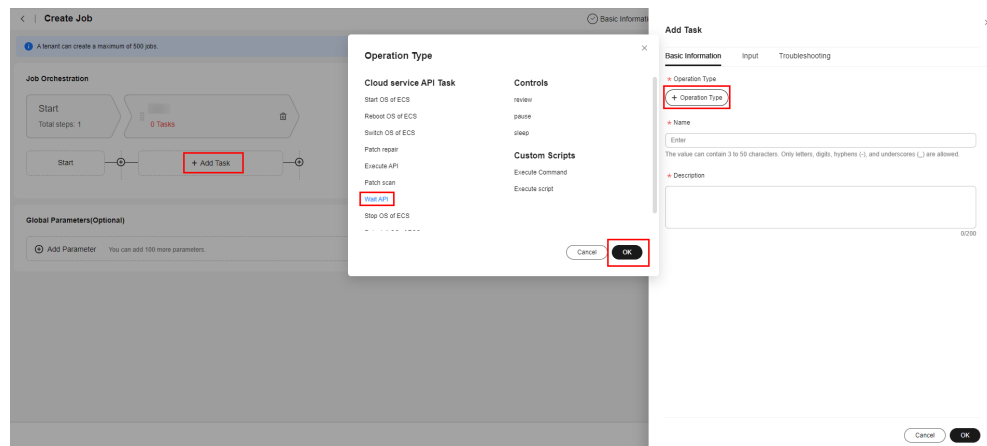 Create Job
Basic Informati
A tenant can create a maximum of 500 jobs.
Job Orchestration
Start
Total steps: 1
0 Tasks
Start
+ Add Task
Global Parameters(Optional)
Add Parameter You can add 100 more parameters.
Operation Type
Cloud service API Task
Start OS of ECS
Reboot OS of ECS
Switch OS of ECS
Patch repair
Execute API
Patch scan
Wait API
Stop OS of ECS
Controls
review
pause
sleep
Custom Scripts
Execute Command
Execute script
Cancel OK
Add Task
Basic Information Input Troubleshooting
* Operation Type
+ Operation Type
* Name
Enter
The value can contain 3 to 50 characters. Only letters, digits, hyphens (-), and underscores (_) are allowed.
* Description
0/200
Cancel OK